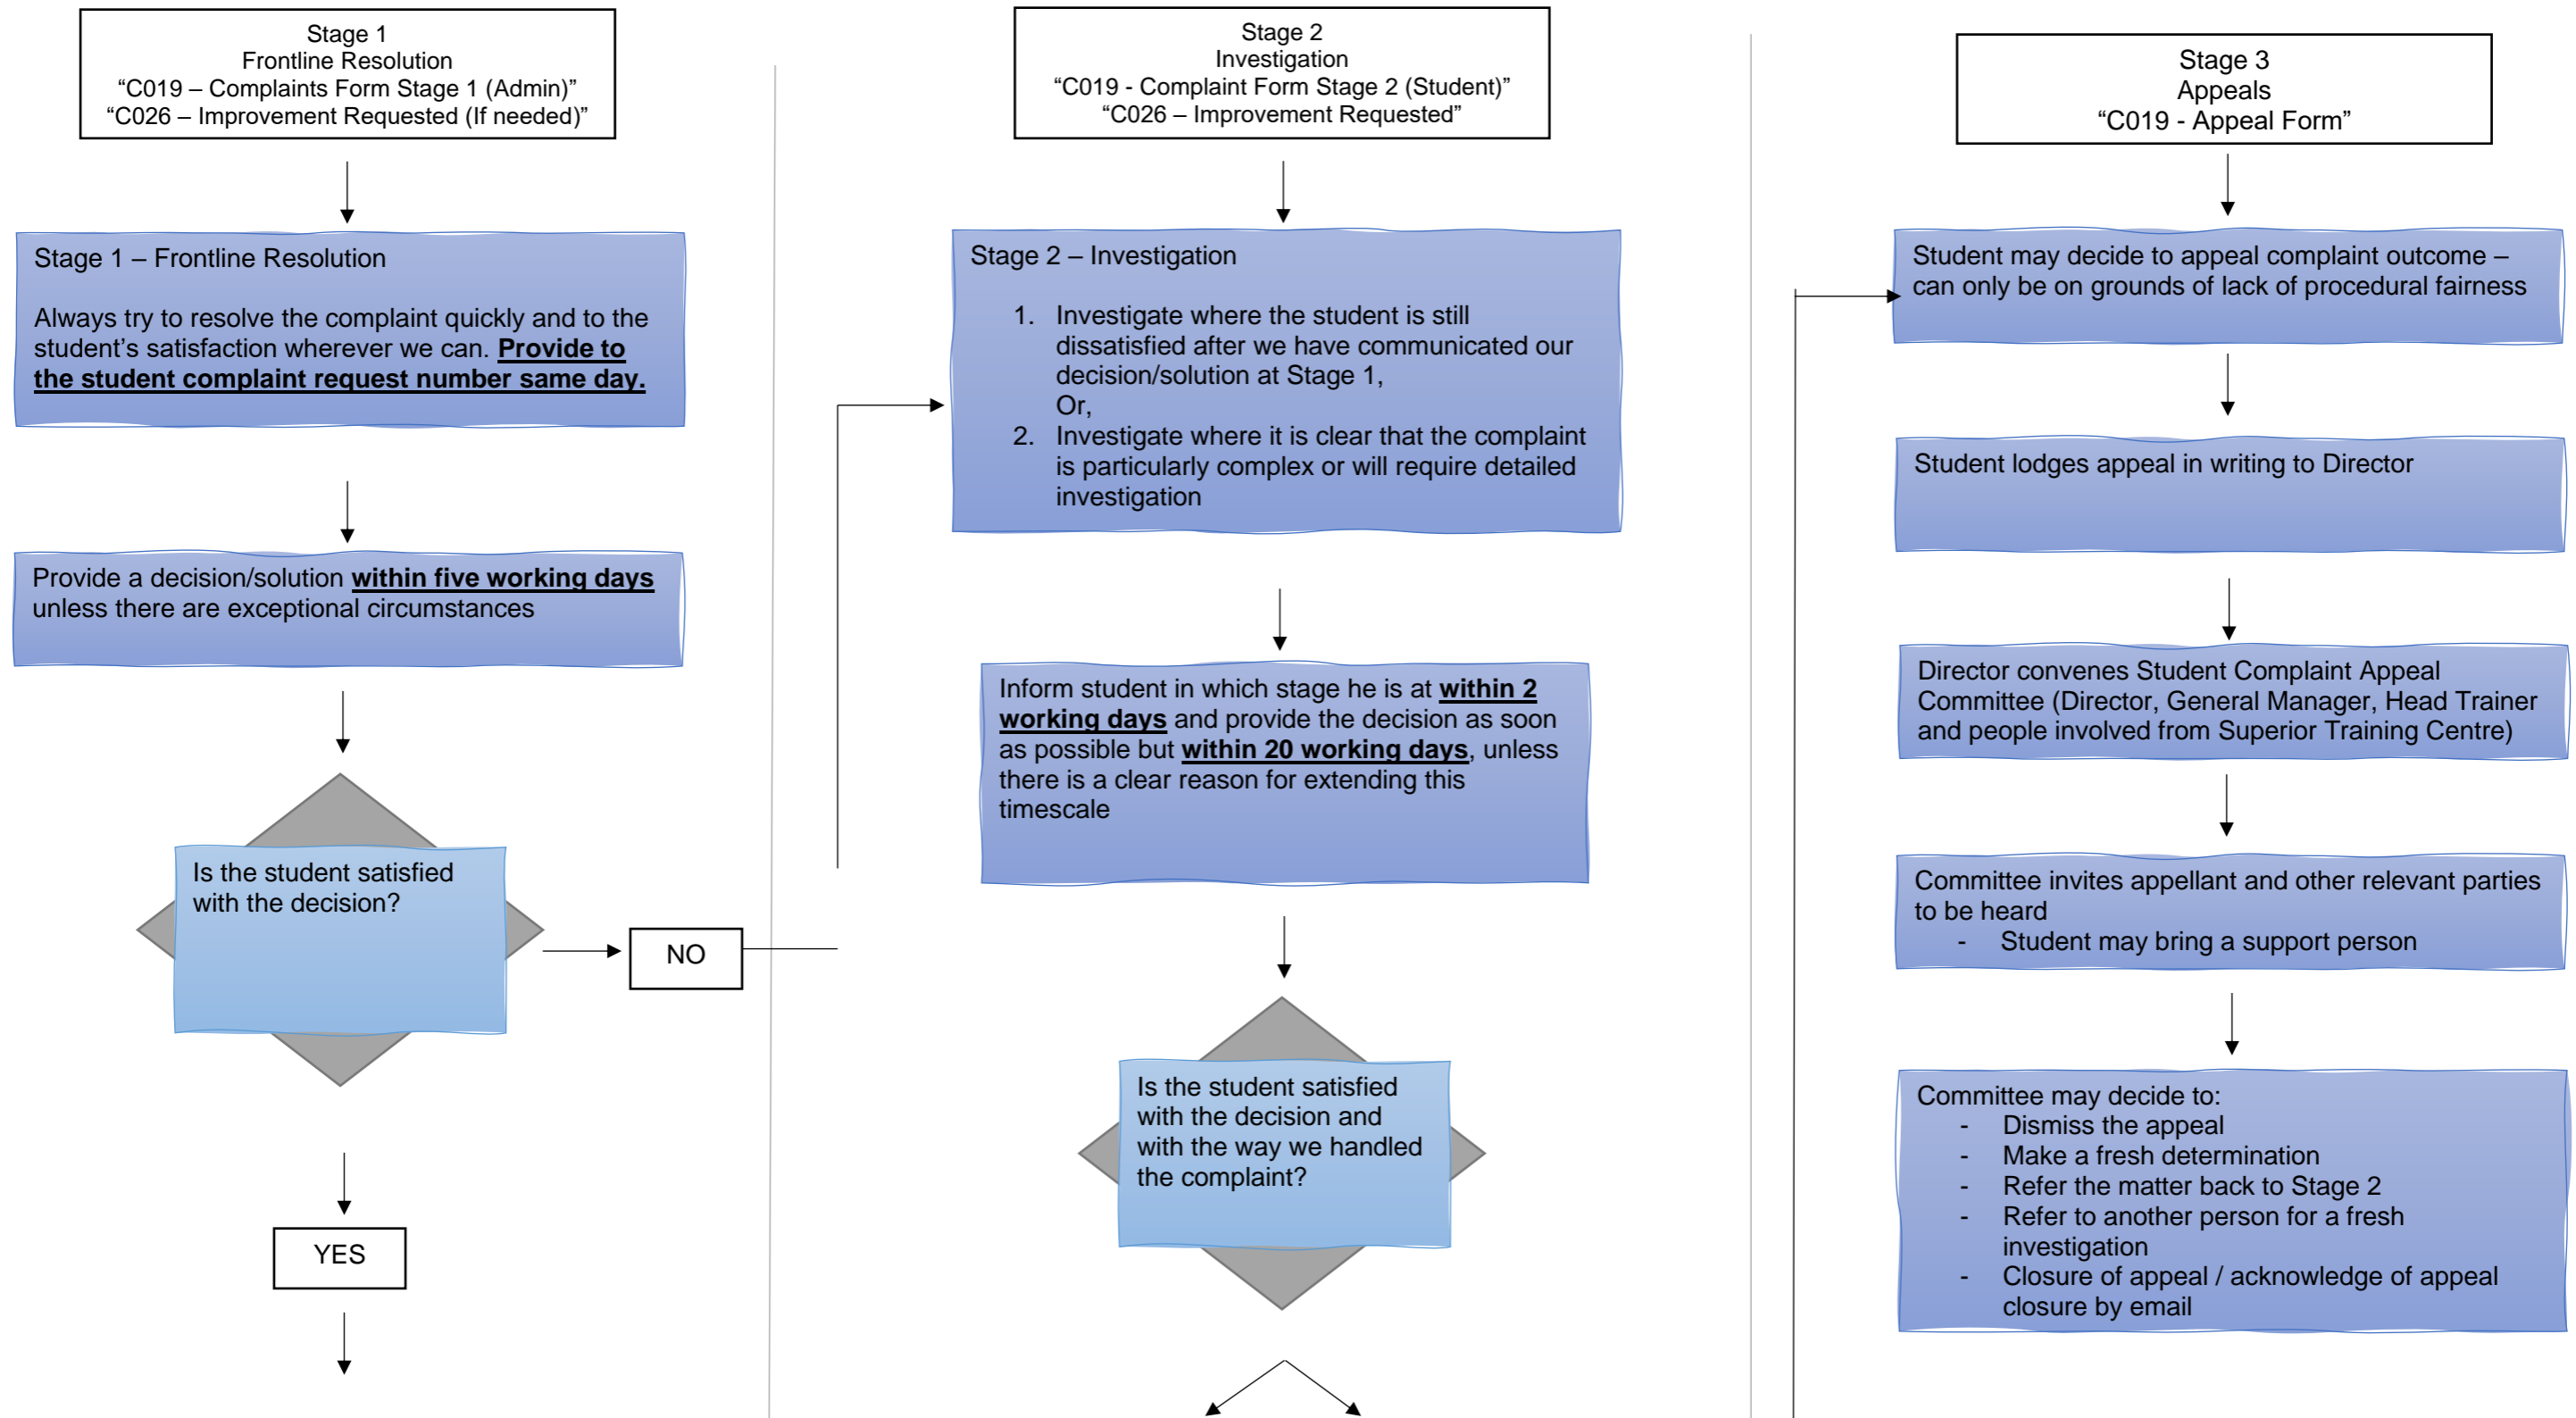 Stage 1
Frontline Resolution
“C019 – Complaints Form Stage 1 (Admin)”
“C026 – Improvement Requested (If needed)”
Stage 1 – Frontline Resolution
Always try to resolve the complaint quickly and to the
student’s satisfaction wherever we can. Provide to
the student complaint request number same day.
Provide a decision/solution within five working days
unless there are exceptional circumstances
Is the student satisfied
with the decision?
NO
YES
Stage 2
Investigation
“C019 - Complaint Form Stage 2 (Student)”
“C026 – Improvement Requested”
Stage 2 – Investigation
1. Investigate where the student is still
dissatisfied after we have communicated our
decision/solution at Stage 1,
Or,
2. Investigate where it is clear that the complaint
is particularly complex or will require detailed
investigation
Inform student in which stage he is at within 2
working days and provide the decision as soon
as possible but within 20 working days, unless
there is a clear reason for extending this
timescale
Is the student satisfied
with the decision and
with the way we handled
the complaint?
Stage 3
Appeals
“C019 - Appeal Form”
Student may decide to appeal complaint outcome –
can only be on grounds of lack of procedural fairness
Student lodges appeal in writing to Director
Director convenes Student Complaint Appeal
Committee (Director, General Manager, Head Trainer
and people involved from Superior Training Centre)
Committee invites appellant and other relevant parties
to be heard
- Student may bring a support person
Committee may decide to:
- Dismiss the appeal
- Make a fresh determination
- Refer the matter back to Stage 2
- Refer to another person for a fresh
investigation
- Closure of appeal / acknowledge of appeal
closure by email